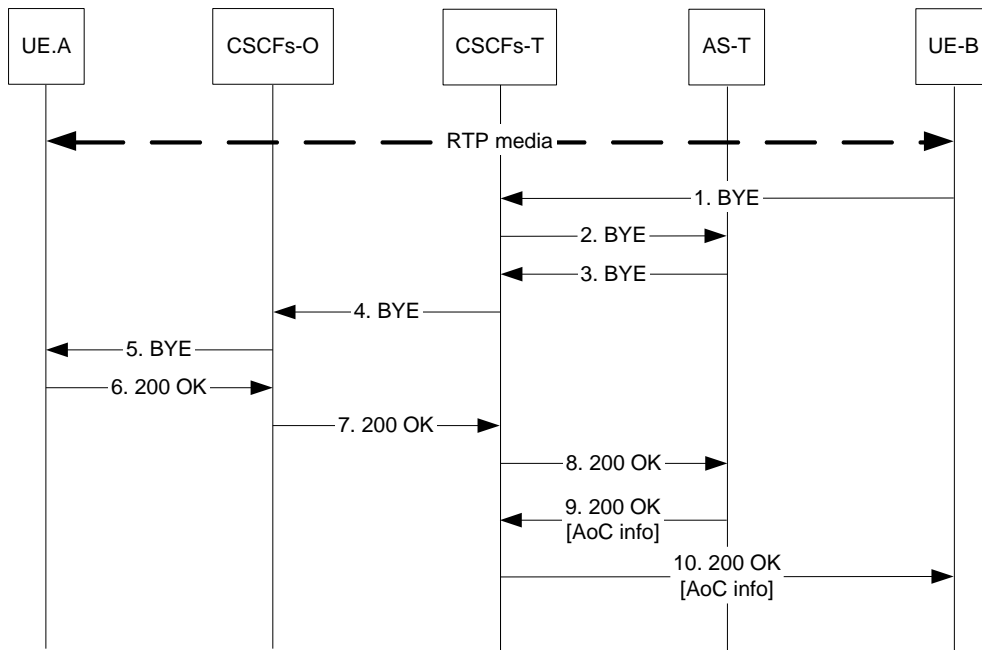 UE.A
CSCFs-O
CSCFs-T
AS-T
UE-B
RTP media
1. BYE
2. BYE
3. BYE
4. BYE
5. BYE
6. 200 OK
7. 200 OK
8. 200 OK
9. 200 OK
[AoC info]
10. 200 OK
[AoC info]